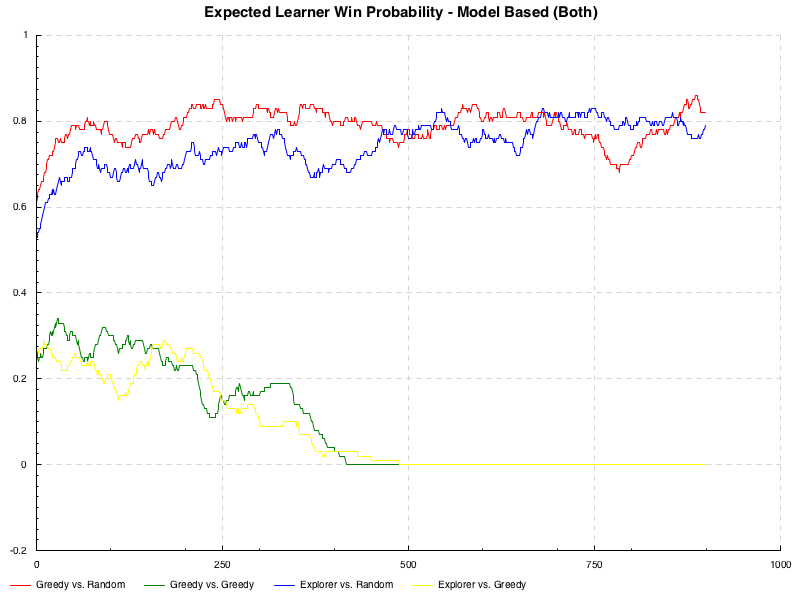 Expected Learner Win Probability - Model Based (Both)
1
0.8
0.6
0.4
0.2
0
-0.2
0 250 500 750 1000
Greedy vs. Random Greedy vs. Greedy Explorer vs. Random Explorer vs. Greedy